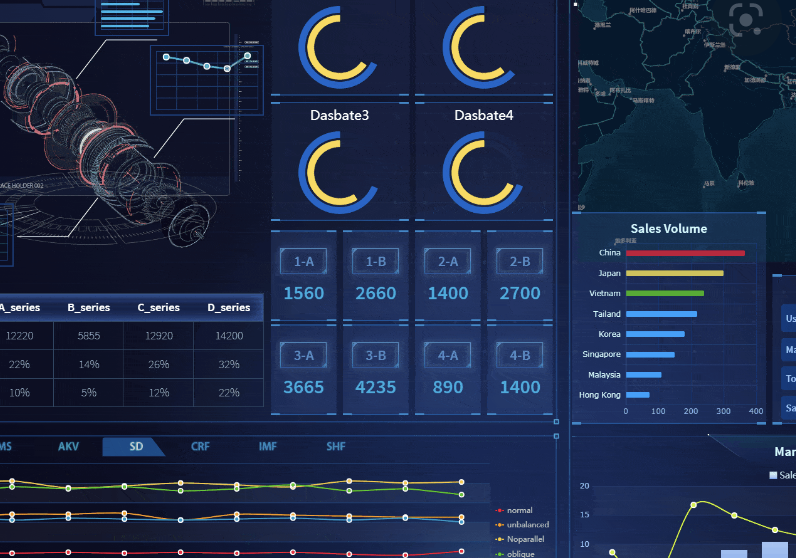 Dasbate3
Dasbate4
1-A
1-B
2-A
2-B
1560
2660
1400
2700
3-A
3-B
4-A
4-B
3665
4235
890
1400
A_series
B_series
C_series
D_series
12220
5855
12920
14200
22%
14%
26%
32%
10%
5%
12%
22%
Sales Volume
China
Japan
Vietnam
Tailand
Korea
Singapore
Malaysia
Hong Kong
0
100
200
300
400
Us
Ma
To
Sa
MS
AKV
SD
CRF
IMF
SHF
normal
unbalanced
Noparallel
oblique
Mar
Sale
20
15
10